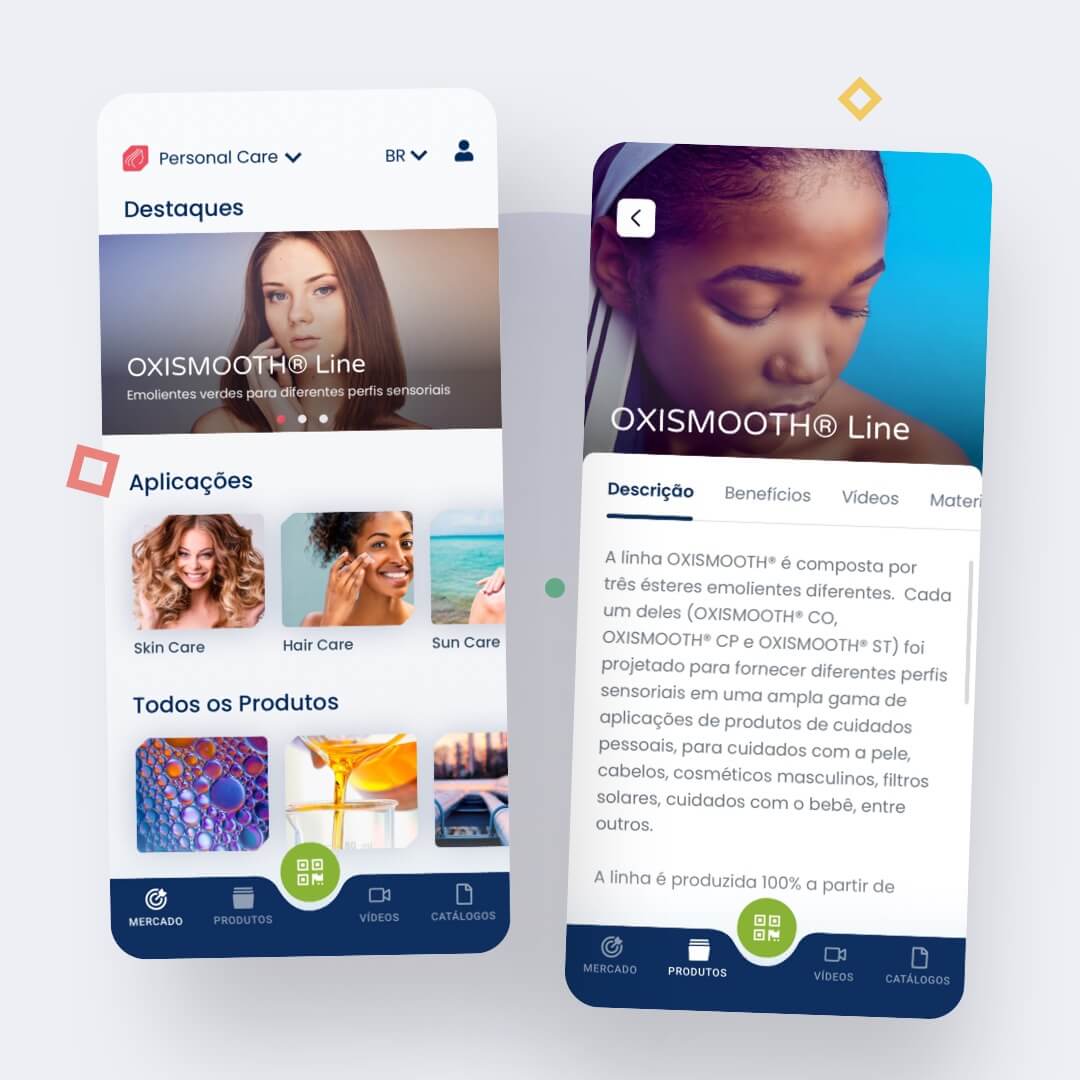 Personal Care
BR
Destaques
OXISMOOTH® Line
Emolientes verdes para diferentes perfis sensoriais
Aplicações
Skin Care
Hair Care
Sun Care
Todos os Produtos
MERCADO
PRODUTOS
VÍDEOS
CATÁLOGOS
OXISMOOTH® Line
Descrição
Benefícios
Vídeos
Materi
A linha OXISMOOTH® é composta por
três ésteres emolientes diferentes. Cada
um deles (OXISMOOTH® CO,
OXISMOOTH® CP e OXISMOOTH® ST) foi
projetado para fornecer diferentes perfis
sensoriais em uma ampla gama de
aplicações de produtos de cuidados
pessoais, para cuidados com a pele,
cabelos, cosméticos masculinos, filtros
solares, cuidados com o bebê, entre
outros.
A linha é produzida 100% a partir de
MERCADO
PRODUTOS
VÍDEOS
CATÁLOGOS